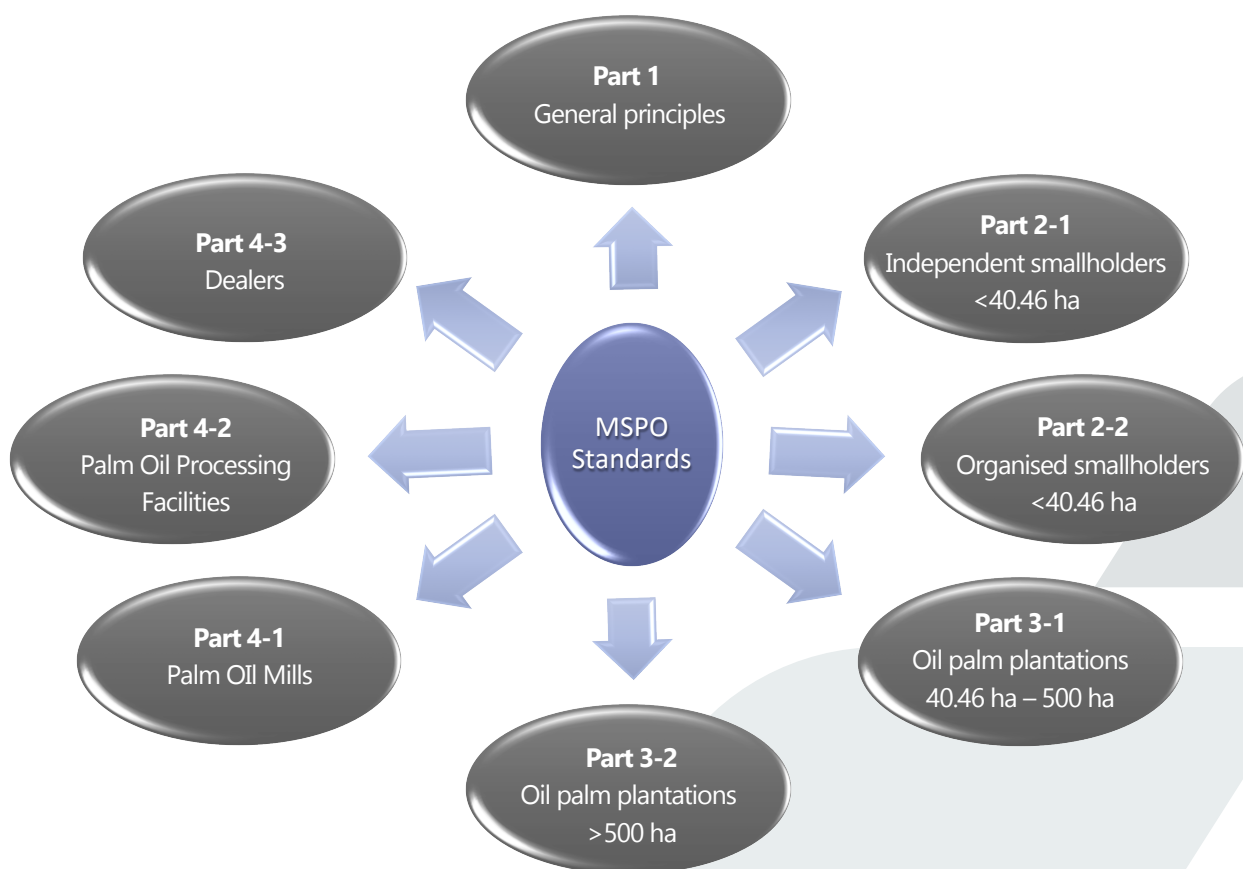 Part 1
General principles
Part 2-1
Independent smallholders
<40.46 ha
Part 2-2
Organised smallholders
<40.46 ha
Part 3-1
Oil palm plantations
40.46 ha – 500 ha
Part 3-2
Oil palm plantations
>500 ha
Part 4-1
Palm OIl Mills
Part 4-2
Palm Oil Processing
Facilities
Part 4-3
Dealers
MSPO
Standards